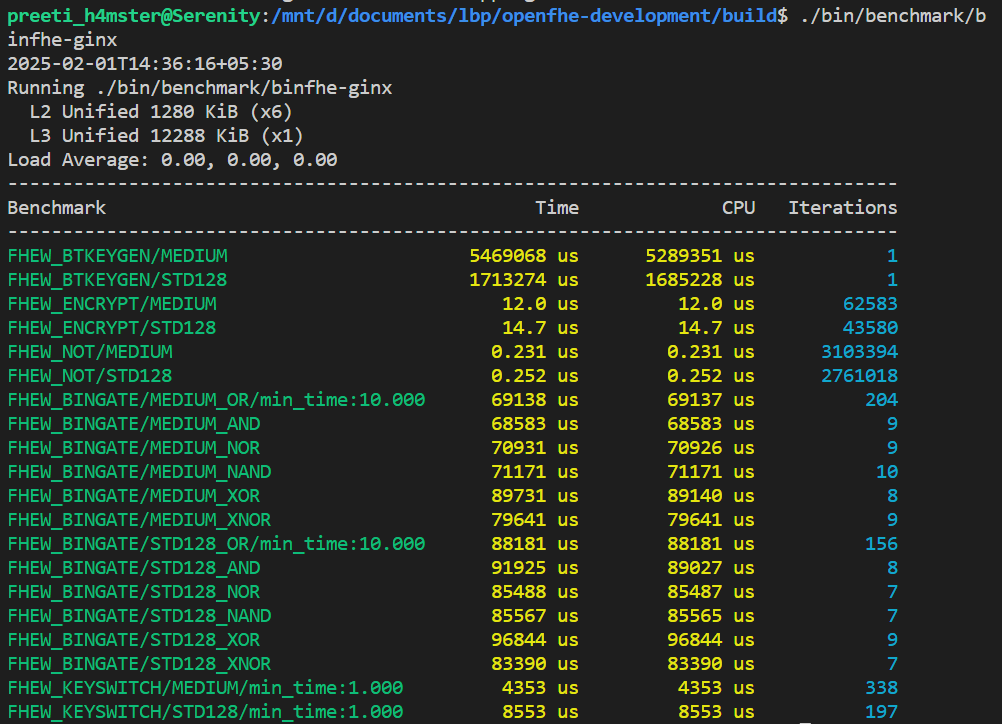 preeti_h4mster@Serenity:/mnt/d/documents/lbp/openfhe-development/build$ ./bin/benchmark/b
infhe-ginx
2025-02-01T14:36:16+05:30
Running ./bin/benchmark/binfhe-ginx
  L2 Unified 1280 KiB (x6)
  L3 Unified 12288 KiB (x1)
Load Average: 0.00, 0.00, 0.00
---------------------------------------------------------------------------------
Benchmark                                       Time             CPU   Iterations
---------------------------------------------------------------------------------
FHEW_BTKEYGEN/MEDIUM                      5469068 us      5289351 us            1
FHEW_BTKEYGEN/STD128                      1713274 us      1685228 us            1
FHEW_ENCRYPT/MEDIUM                          12.0 us         12.0 us        62583
FHEW_ENCRYPT/STD128                          14.7 us         14.7 us        43580
FHEW_NOT/MEDIUM                             0.231 us        0.231 us      3103394
FHEW_NOT/STD128                             0.252 us        0.252 us      2761018
FHEW_BINGATE/MEDIUM_OR/min_time:10.000      69138 us        69137 us          204
FHEW_BINGATE/MEDIUM_AND                     68583 us        68583 us            9
FHEW_BINGATE/MEDIUM_NOR                     70931 us        70926 us            9
FHEW_BINGATE/MEDIUM_NAND                    71171 us        71171 us           10
FHEW_BINGATE/MEDIUM_XOR                     89731 us        89140 us            8
FHEW_BINGATE/MEDIUM_XNOR                    79641 us        79641 us            9
FHEW_BINGATE/STD128_OR/min_time:10.000      88181 us        88181 us          156
FHEW_BINGATE/STD128_AND                     91925 us        89027 us            8
FHEW_BINGATE/STD128_NOR                     85488 us        85487 us            7
FHEW_BINGATE/STD128_NAND                    85567 us        85565 us            7
FHEW_BINGATE/STD128_XOR                     96844 us        96844 us            9
FHEW_BINGATE/STD128_XNOR                    83390 us        83390 us            7
FHEW_KEYSWITCH/MEDIUM/min_time:1.000         4353 us         4353 us          338
FHEW_KEYSWITCH/STD128/min_time:1.000         8553 us         8553 us          197